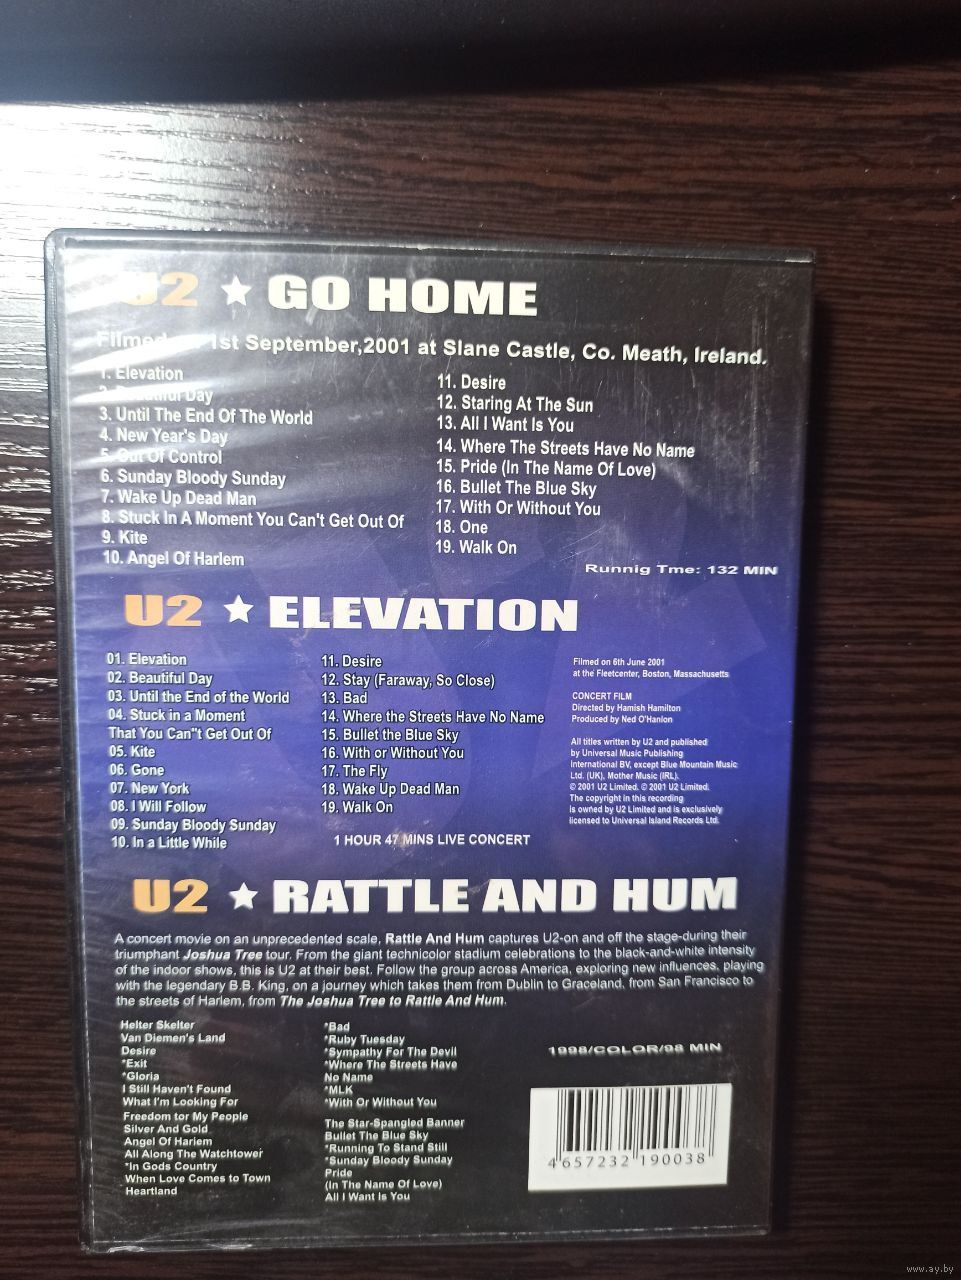 U2 ★ GO HOME
Filmed 1st September,2001 at Slane Castle, Co. Meath, Ireland.
1. Elevation
2. Beautiful Day
3. Until The End Of The World
4. New Year's Day
5. Out Of Control
6. Sunday Bloody Sunday
7. Wake Up Dead Man
8. Stuck In A Moment You Can't Get Out Of
9. Kite
10. Angel Of Harlem
11. Desire
12. Staring At The Sun
13. All I Want Is You
14. Where The Streets Have No Name
15. Pride (In The Name Of Love)
16. Bullet The Blue Sky
17. With Or Without You
18. One
19. Walk On
Runnig Tme: 132 MIN
U2 ★ ELEVATION
01. Elevation
02. Beautiful Day
03. Until the End of the World
04. Stuck in a Moment
That You Can"t Get Out Of
05. Kite
06. Gone
07. New York
08. I Will Follow
09. Sunday Bloody Sunday
10. In a Little While
11. Desire
12. Stay (Faraway, So Close)
13. Bad
14. Where the Streets Have No Name
15. Bullet the Blue Sky
16. With or Without You
17. The Fly
18. Wake Up Dead Man
19. Walk On
1 HOUR 47 MINS LIVE CONCERT
Filmed on 6th June 2001
at the Fleetcenter, Boston, Massachusetts
CONCERT FILM
Directed by Hamish Hamilton
Produced by Ned O'Hanlon
All titles written by U2 and published
by Universal Music Publishing
International BV, except Blue Mountain Music
Ltd. (UK), Mother Music (IRL).
© 2001 U2 Limited. © 2001 U2 Limited.
The copyright in this recording
is owned by U2 Limited and is exclusively
licensed to Universal Island Records Ltd.
U2 ★ RATTLE AND HUM
A concert movie on an unprecedented scale, Rattle And Hum captures U2-on and off the stage-during their
triumphant Joshua Tree tour. From the giant technicolor stadium celebrations to the black-and-white intensity
of the indoor shows, this is U2 at their best. Follow the group across America, exploring new influences, playing
with the legendary B.B. King, on a journey which takes them from Dublin to Graceland, from San Francisco to
the streets of Harlem, from The Joshua Tree to Rattle And Hum.
Helter Skelter
Van Diemen's Land
Desire
*Exit
*Gloria
I Still Haven't Found
What I'm Looking For
Freedom tor My People
Silver And Gold
Angel Of Harlem
All Along The Watchtower
*In Gods Country
When Love Comes to Town
Heartland
*Bad
*Ruby Tuesday
*Sympathy For The Devil
*Where The Streets Have
No Name
*MLK
*With Or Without You
The Star-Spangled Banner
Bullet The Blue Sky
*Running To Stand Still
*Sunday Bloody Sunday
Pride
(In The Name Of Love)
All I Want Is You
1998/COLOR/98 MIN
4 657232 190038
www.ay.by